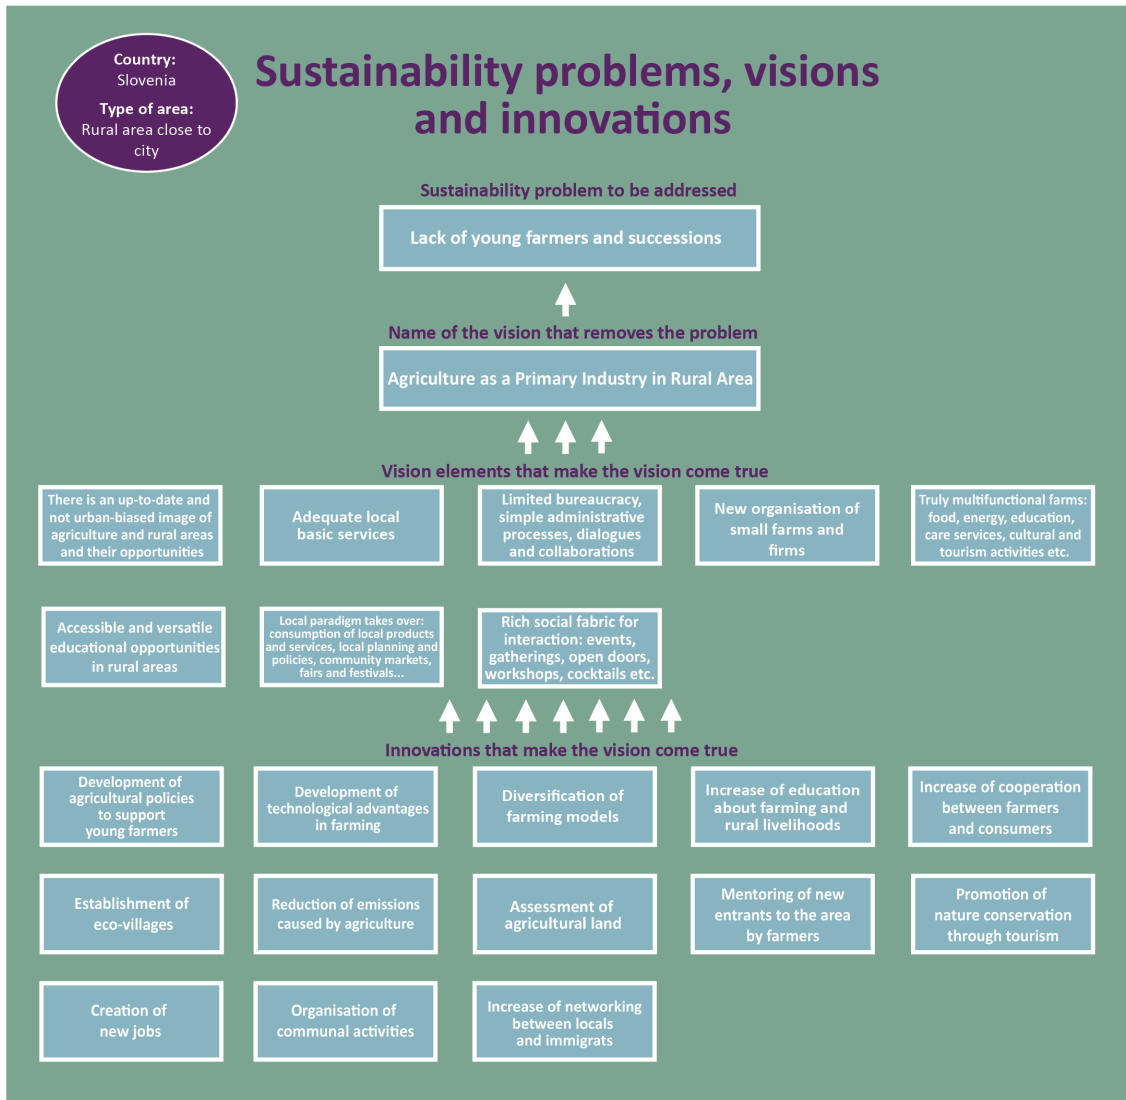 Country:
Slovenia
Type of area:
Rural area close to
city
Sustainability problems, visions
and innovations
Sustainability problem to be addressed
Lack of young farmers and successions
Name of the vision that removes the problem
Agriculture as a Primary Industry in Rural Area
Vision elements that make the vision come true
There is an up-to-date and
not urban-biased image of
agriculture and rural areas
and their opportunities
Adequate local
basic services
Limited bureaucracy,
simple administrative
processes, dialogues
and collaborations
New organisation of
small farms and
firms
Truly multifunctional farms:
food, energy, education,
care services, cultural and
tourism activities etc.
Accessible and versatile
educational opportunities
in rural areas
Local paradigm takes over:
consumption of local products
and services, local planning and
policies, community markets,
fairs and festivals...
Rich social fabric for
interaction: events,
gatherings, open doors,
workshops, cocktails etc.
Innovations that make the vision come true
Development of
agricultural policies
to support
young farmers
Development of
technological advantages
in farming
Diversification of
farming models
Increase of education
about farming and
rural livelihoods
Increase of cooperation
between farmers
and consumers
Establishment of
eco-villages
Reduction of emissions
caused by agriculture
Assessment of
agricultural land
Mentoring of new
entrants to the area
by farmers
Promotion of
nature conservation
through tourism
Creation of
new jobs
Organisation of
communal activities
Increase of networking
between locals
and immigrats